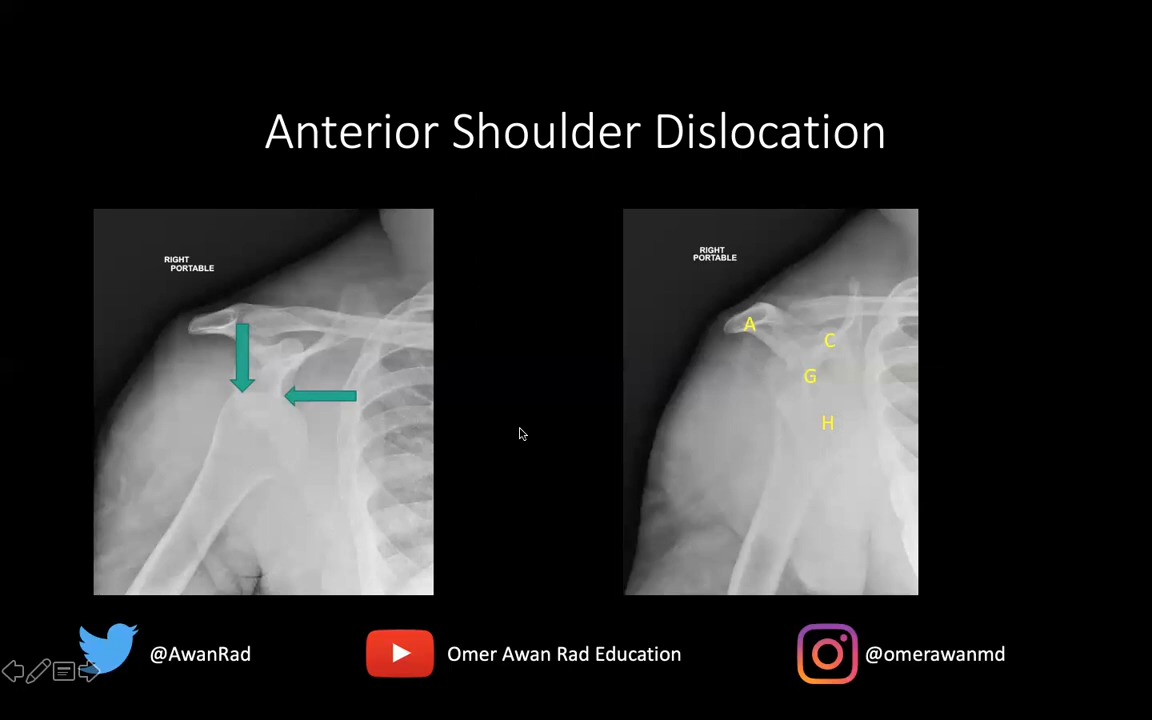 Anterior Shoulder Dislocation
RIGHT
PORTABLE
RIGHT
PORTABLE
A
C
G
H
@AwanRad
Omer Awan Rad Education
@omerawanmd